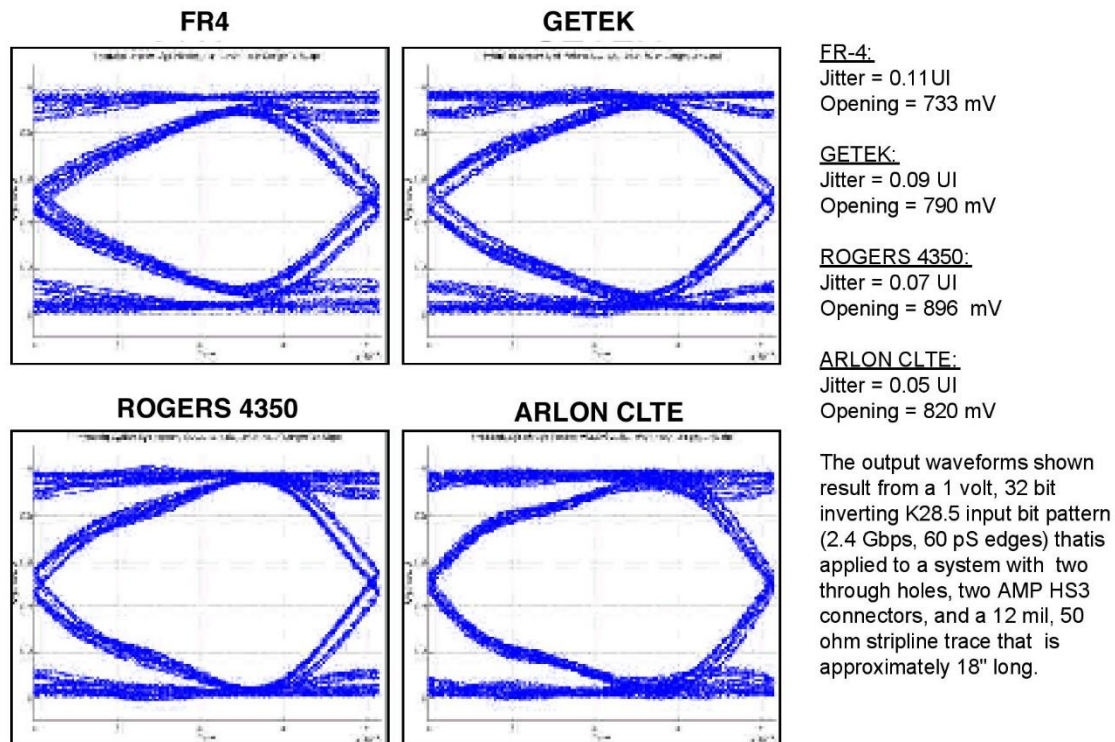 FR4
GETEK
FR-4:
Jitter = 0.11UI
Opening = 733 mV
GETEK:
Jitter = 0.09 UI
Opening = 790 mV
ROGERS 4350:
Jitter = 0.07 UI
Opening = 896 mV
ARLON CLTE:
Jitter = 0.05 UI
Opening = 820 mV
ROGERS 4350
ARLON CLTE
The output waveforms shown
result from a 1 volt, 32 bit
inverting K28.5 input bit pattern
(2.4 Gbps, 60 pS edges) thatis
applied to a system with two
through holes, two AMP HS3
connectors, and a 12 mil, 50
ohm stripline trace that is
approximately 18" long.